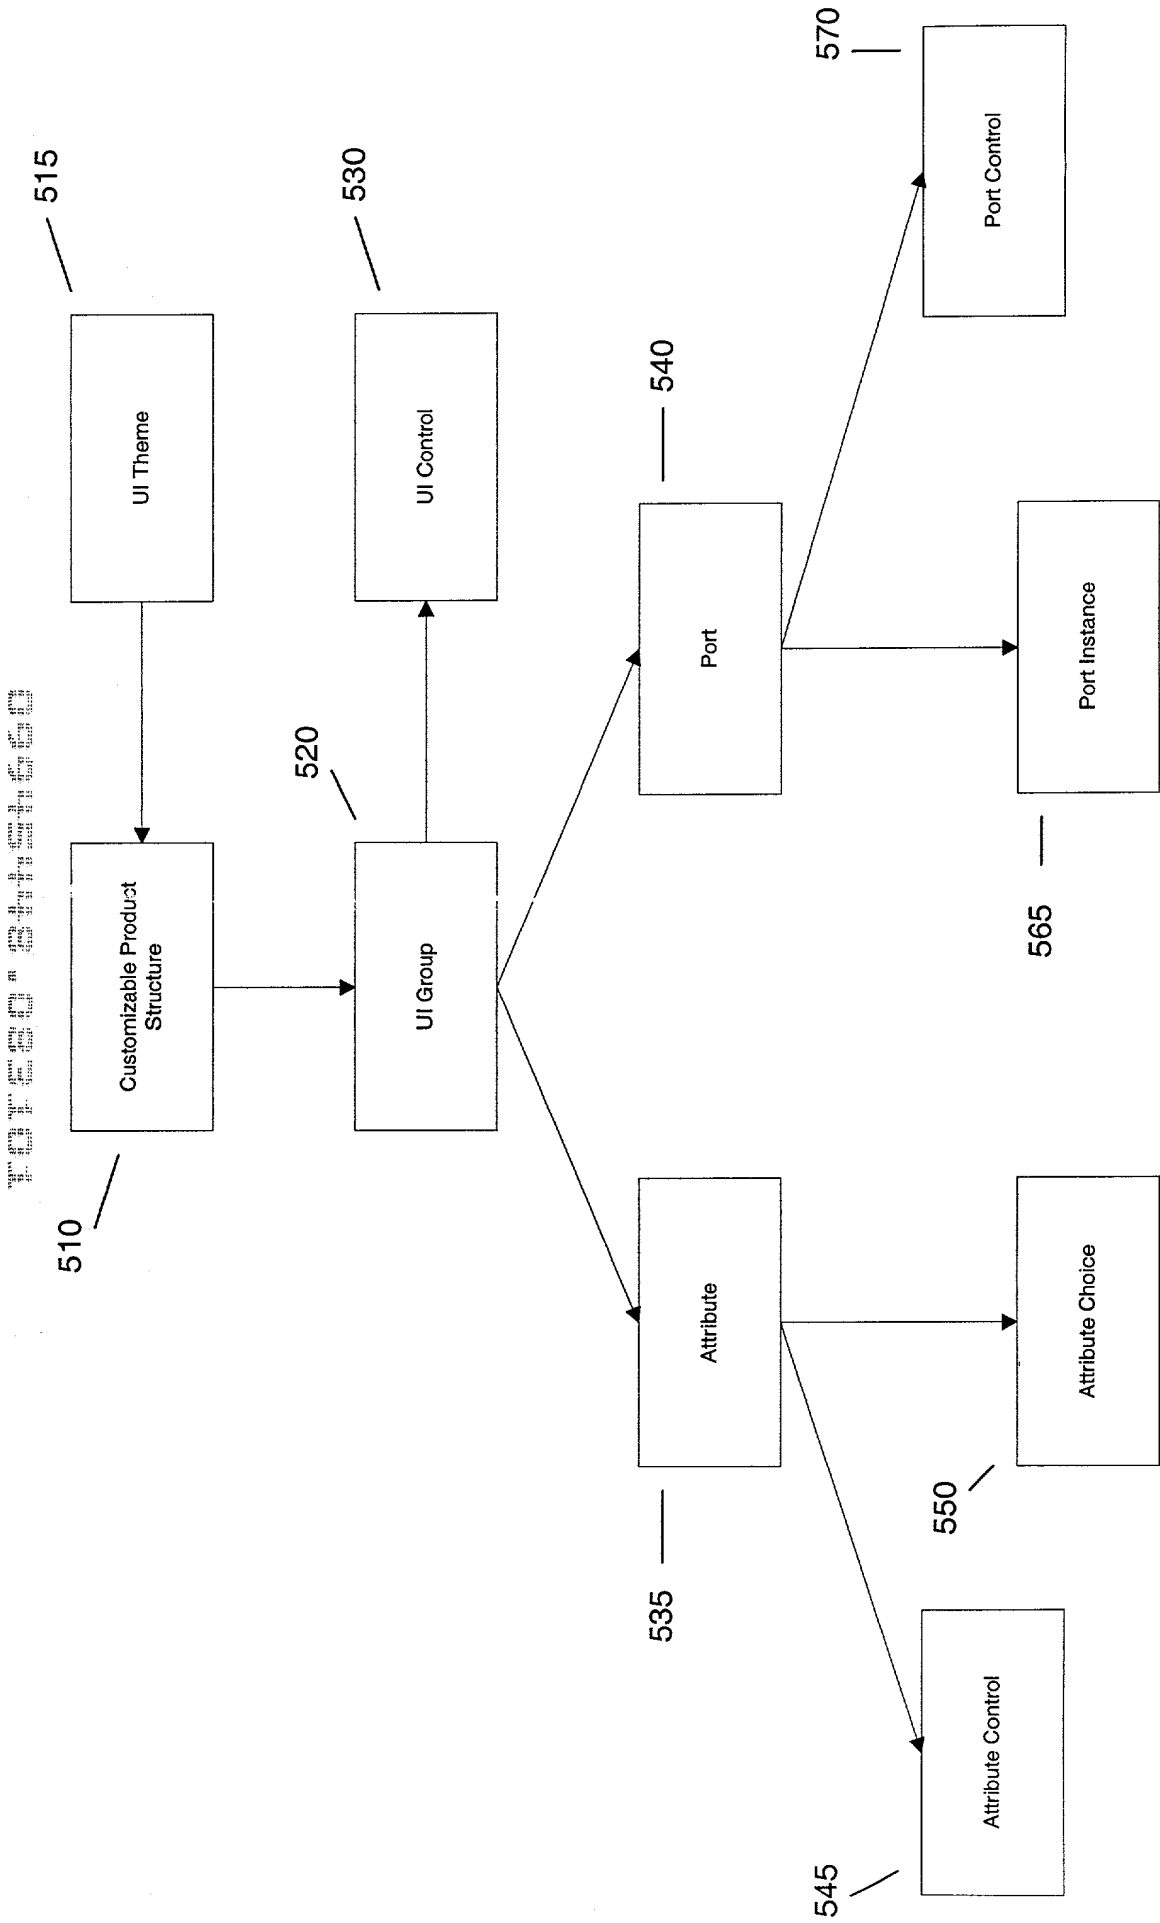 510
Customizable Product
Structure
UI Theme
515
520
UI Group
UI Control
530
535
Attribute
Port
540
545
Attribute Control
550
Attribute Choice
565
Port Instance
Port Control
570